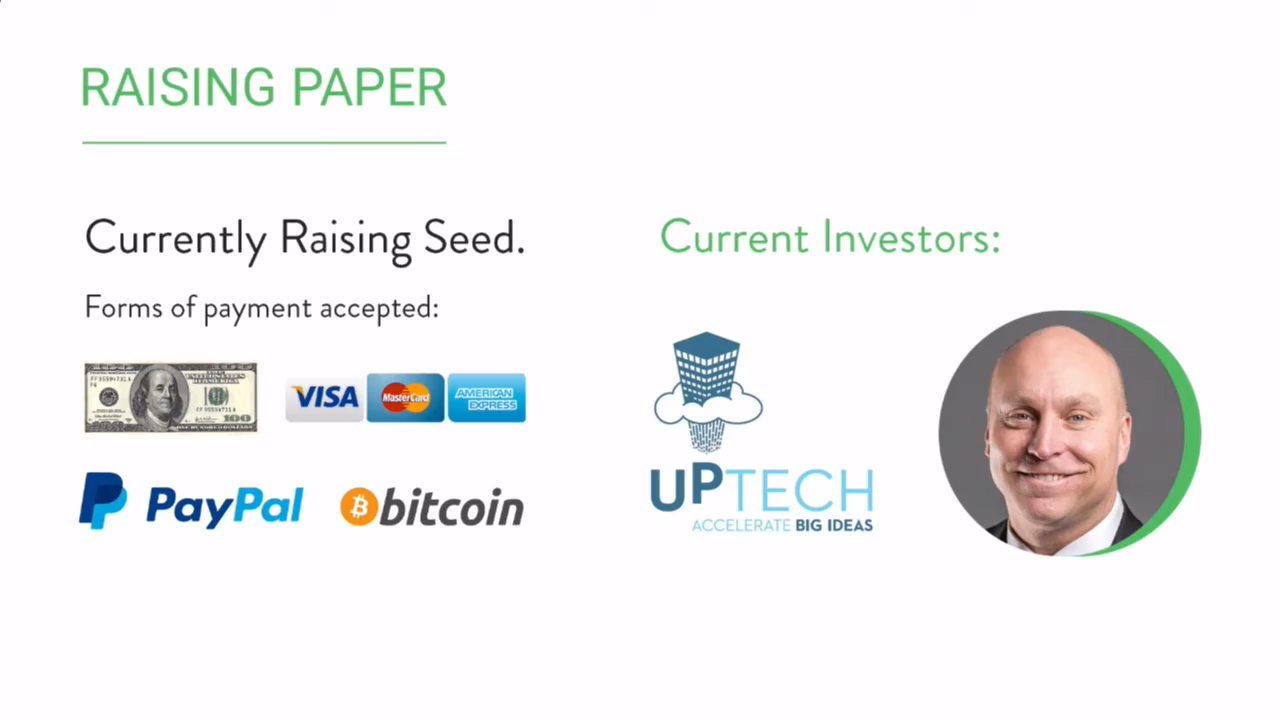 RAISING PAPER
Currently Raising Seed.
Forms of payment accepted:
100
VISA
MasterCard
AMERICAN
EXPRESS
PayPal
bitcoin
Current Investors:
UPTECH
ACCELERATE BIG IDEAS